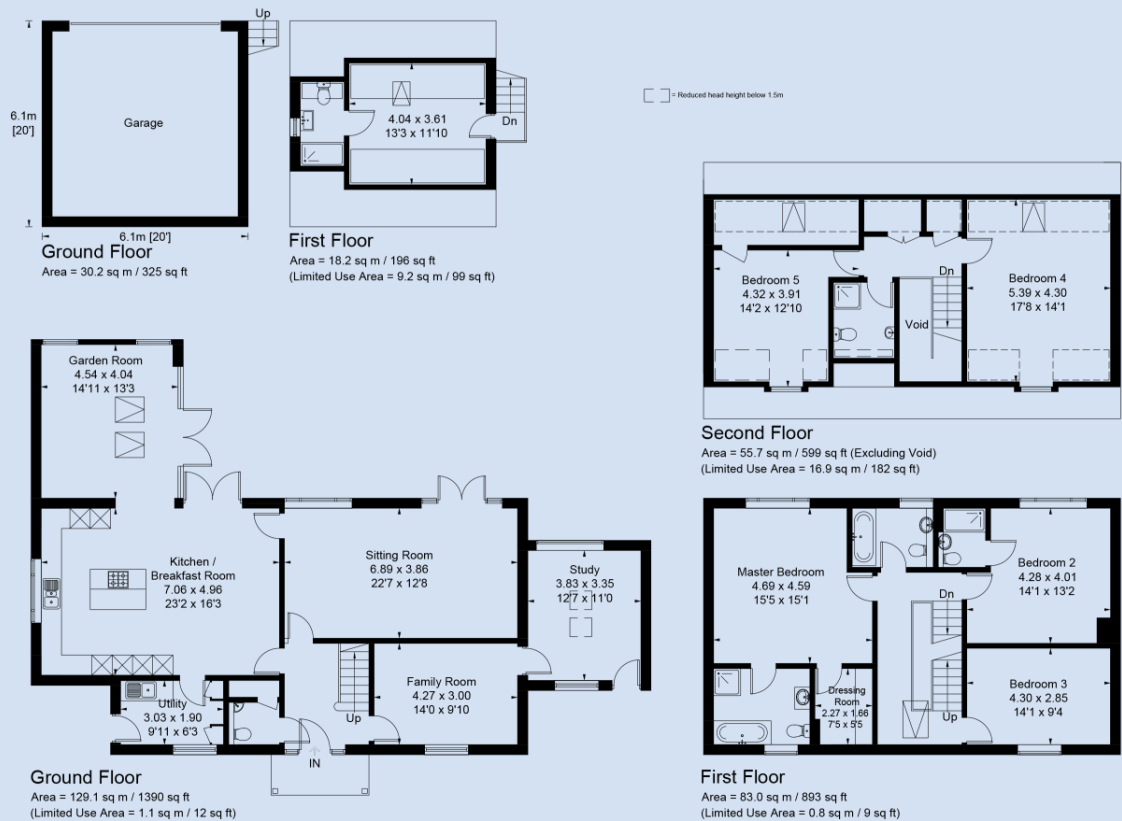 Up
6.1m
[20']
Garage
6.1m [20']
Ground Floor
Area = 30.2 sq m / 325 sq ft
4.04 x 3.61
13'3 x 11'10
Dn
First Floor
Area = 18.2 sq m / 196 sq ft
(Limited Use Area = 9.2 sq m / 99 sq ft)
= Reduced head height below 1.5m
Bedroom 5
4.32 x 3.91
14'2 x 12'10
Void
Dn
Bedroom 4
5.39 x 4.30
17'8 x 14'1
Second Floor
Area = 55.7 sq m / 599 sq ft (Excluding Void)
(Limited Use Area = 16.9 sq m / 182 sq ft)
Garden Room
4.54 x 4.04
14'11 x 13'3
Kitchen /
Breakfast Room
7.06 x 4.96
23'2 x 16'3
Sitting Room
6.89 x 3.86
22'7 x 12'8
Study
3.83 x 3.35
12'7 x 11'0
Utility
3.03 x 1.90
9'11 x 6'3
Up
Family Room
4.27 x 3.00
14'0 x 9'10
IN
Ground Floor
Area = 129.1 sq m / 1390 sq ft
(Limited Use Area = 1.1 sq m / 12 sq ft)
Master Bedroom
4.69 x 4.59
15'5 x 15'1
Dn
Bedroom 2
4.28 x 4.01
14'1 x 13'2
Dressing
Room
2.27 x 1.66
7'5 x 5'5
Up
Bedroom 3
4.30 x 2.85
14'1 x 9'4
First Floor
Area = 83.0 sq m / 893 sq ft
(Limited Use Area = 0.8 sq m / 9 sq ft)